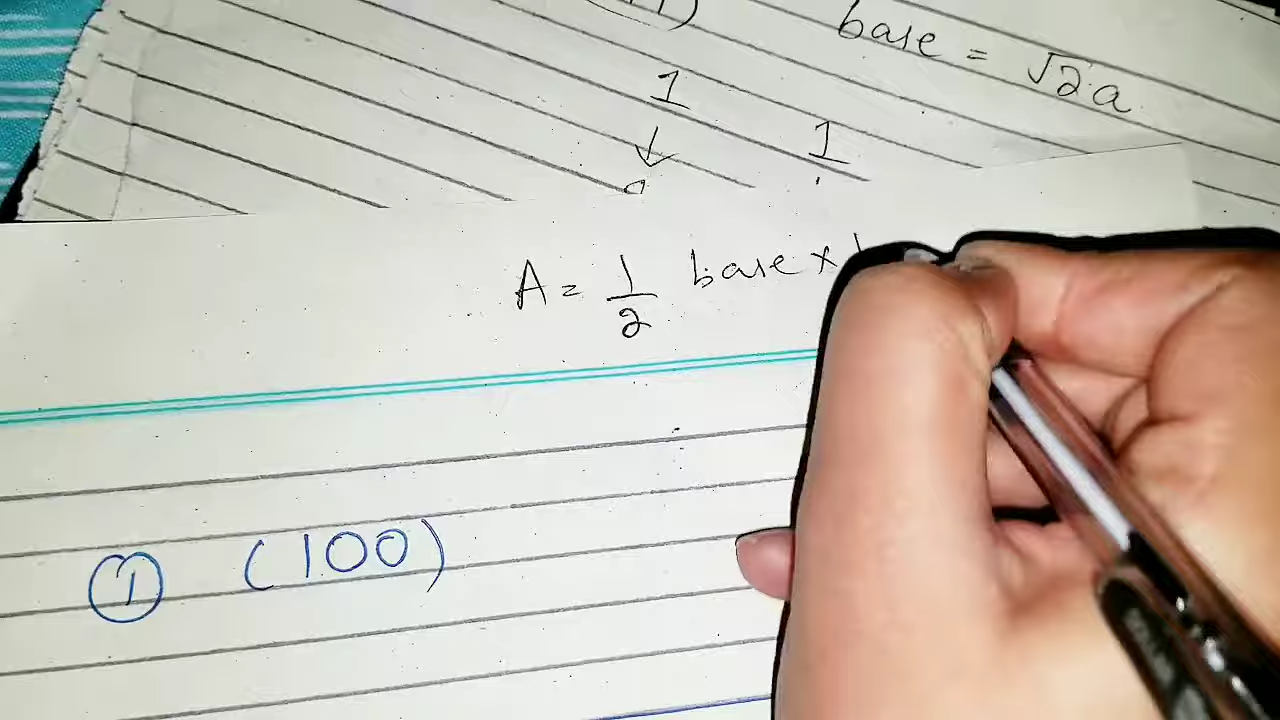 base = √2 a
1
1
A = 1/2 base ×
① (100)